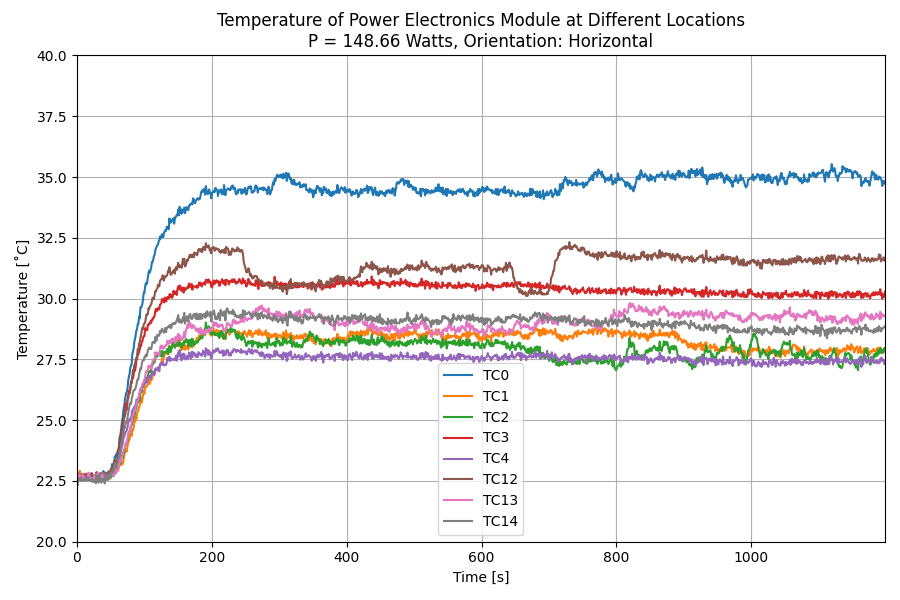 Temperature of Power Electronics Module at Different Locations
P = 148.66 Watts, Orientation: Horizontal
40.0
37.5
35.0
32.5
30.0
27.5
25.0
22.5
20.0
Temperature [˚C]
TC0
TC1
TC2
TC3
TC4
TC12
TC13
TC14
0
200
400
600
800
1000
Time [s]